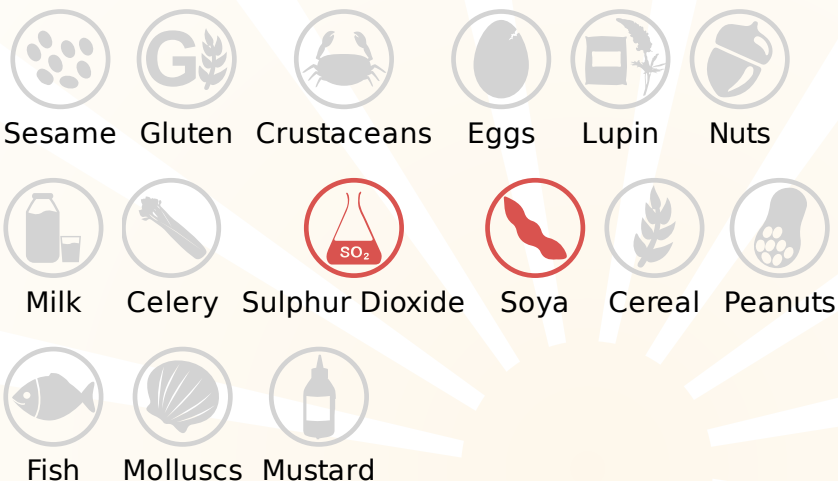 G
Sesame Gluten Crustaceans Eggs Lupin Nuts
SO₂
Milk Celery Sulphur Dioxide Soya Cereal Peanuts
Fish Molluscs Mustard